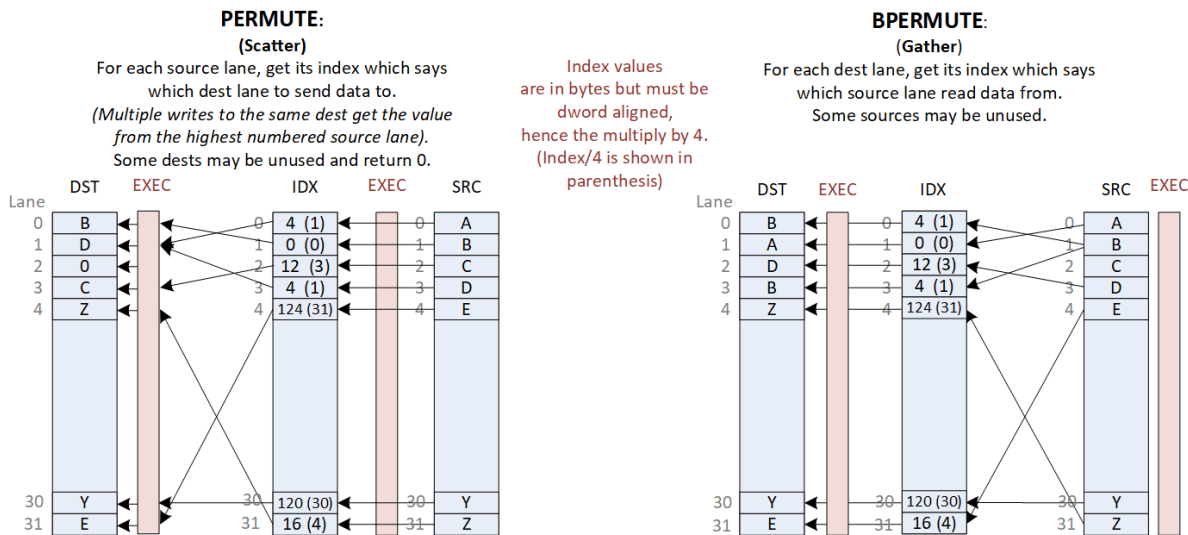 PERMUTE:
(Scatter)
For each source lane, get its index which says
which dest lane to send data to.
(Multiple writes to the same dest get the value
from the highest numbered source lane).
Some dests may be unused and return 0.
Index values
are in bytes but must be
dword aligned,
hence the multiply by 4.
(Index/4 is shown in
parenthesis)
BPERMUTE:
(Gather)
For each dest lane, get its index which says
which source lane read data from.
Some sources may be unused.
Lane DST EXEC IDX EXEC SRC
0 B 0 4 (1) 0 A
1 D 1 0 (0) 1 B
2 0 2 12 (3) 2 C
3 C 3 4 (1) 3 D
4 Z 4 124 (31) 4 E
30 Y 30 120 (30) 30 Y
31 E 31 16 (4) 31 Z
Lane DST EXEC IDX SRC EXEC
0 B 0 4 (1) 0 A
1 A 1 0 (0) 1 B
2 D 2 12 (3) 2 C
3 B 3 4 (1) 3 D
4 Z 4 124 (31) 4 E
30 Y 30 120 (30) 30 Y
31 E 31 16 (4) 31 Z